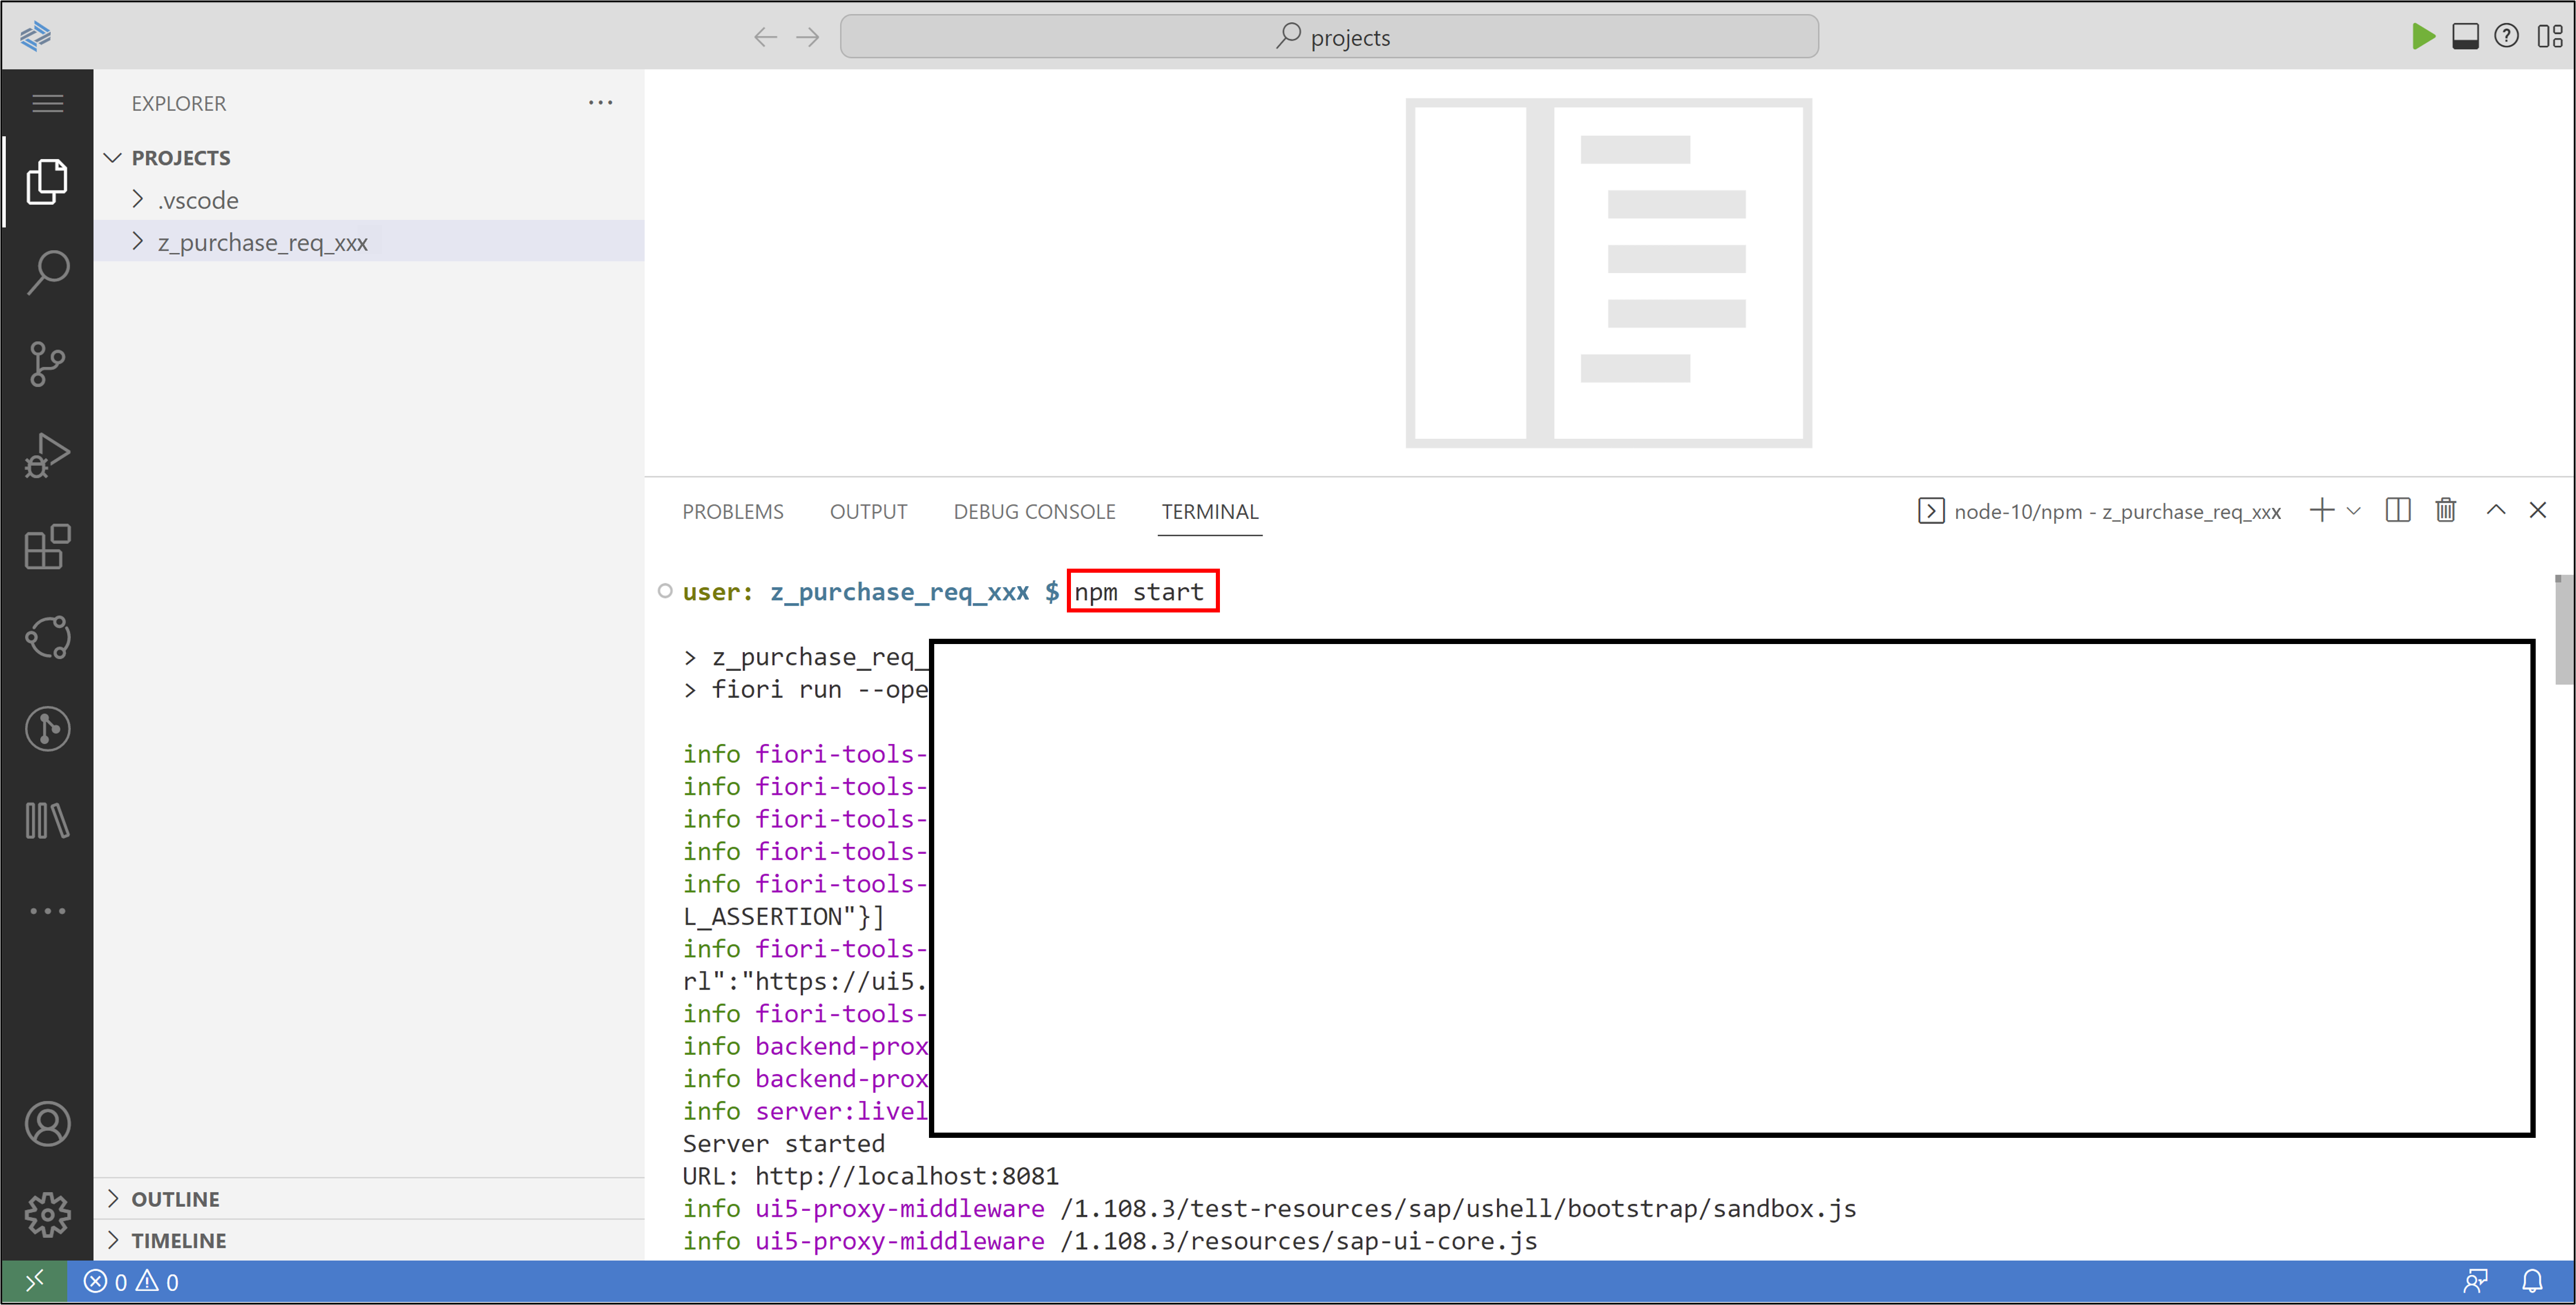 projects
EXPLORER
PROJECTS
.vscode
z_purchase_req_xxx
PROBLEMS OUTPUT DEBUG CONSOLE TERMINAL node-10/npm - z_purchase_req_xxx
user: z_purchase_req_xxx $ npm start
> z_purchase_req_
> fiori run --ope
info fiori-tools-
info fiori-tools-
info fiori-tools-
info fiori-tools-
info fiori-tools-
L_ASSERTION"}]
info fiori-tools-
rl":"https://ui5.
info fiori-tools-
info backend-prox
info backend-prox
info server:livel
Server started
URL: http://localhost:8081
info ui5-proxy-middleware /1.108.3/test-resources/sap/ushell/bootstrap/sandbox.js
info ui5-proxy-middleware /1.108.3/resources/sap-ui-core.js
OUTLINE
TIMELINE
0 0